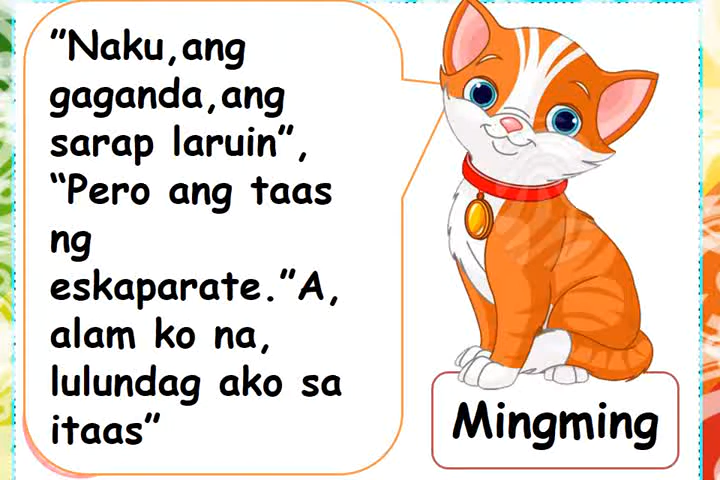 ”Naku,ang
gaganda,ang
sarap laruin”,
“Pero ang taas
ng
eskaparate.”A,
alam ko na,
lulundag ako sa
itaas”
Mingming